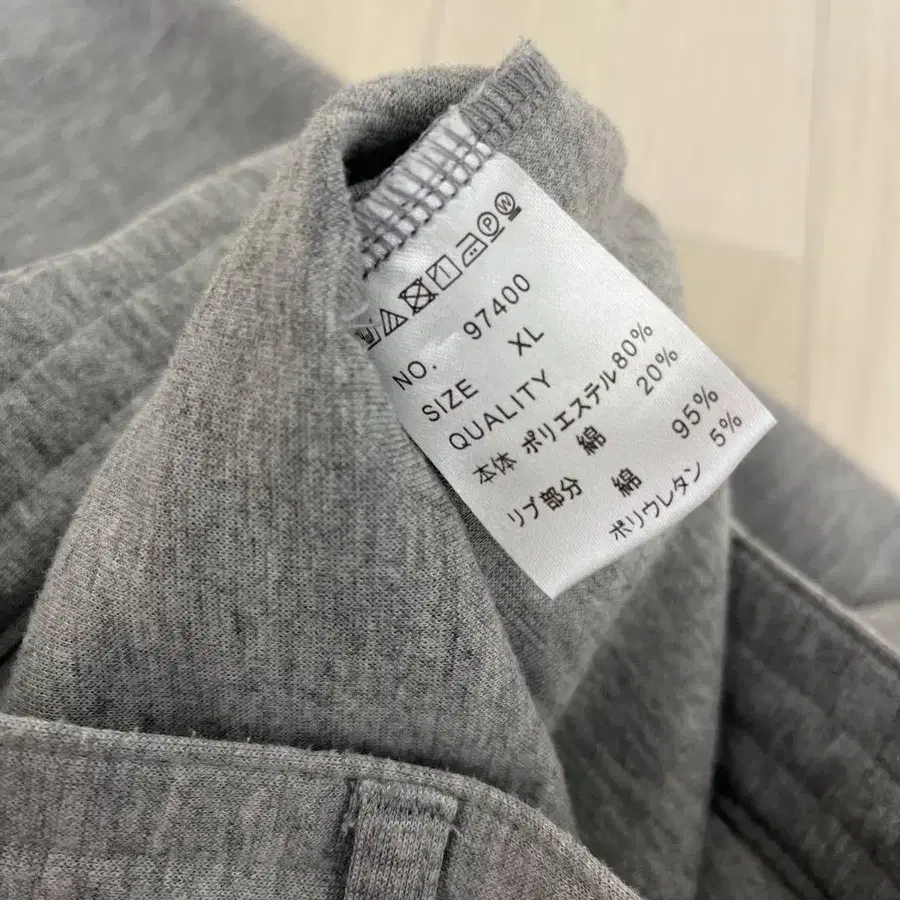 NO. 97400
SIZE XL
QUALITY
本体 ポリエステル80%
綿 20%
リブ部分 綿 95%
ポリウレタン 5%